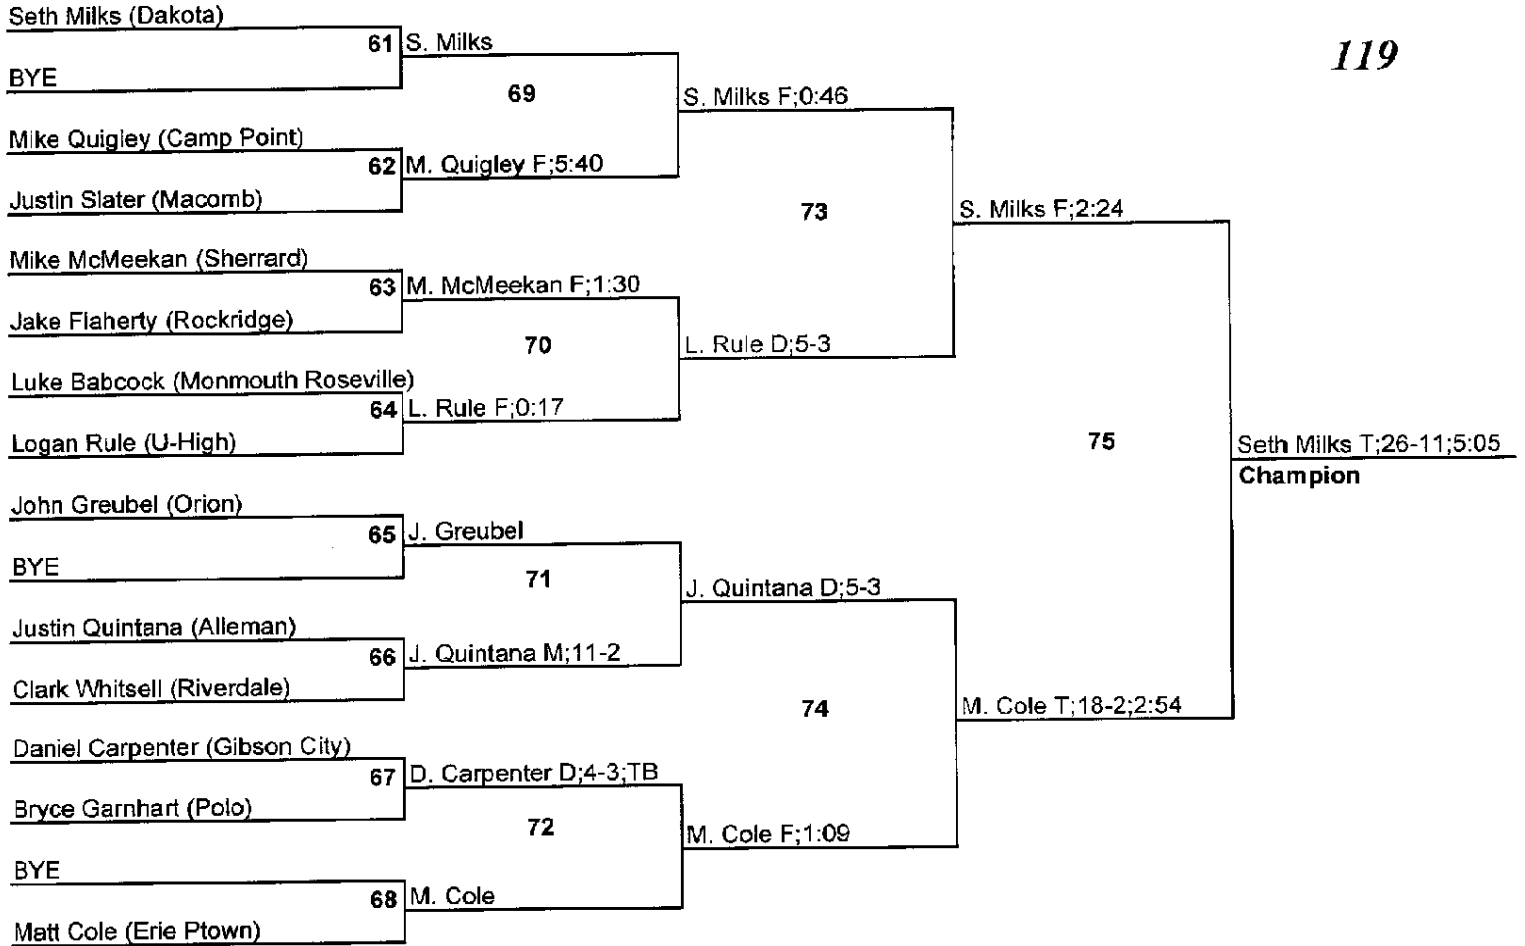 119
Seth Milks (Dakota)
61 S. Milks
BYE
69
S. Milks F;0:46
Mike Quigley (Camp Point)
62 M. Quigley F;5:40
Justin Slater (Macomb)
73
S. Milks F;2:24
Mike McMeekan (Sherrard)
63 M. McMeekan F;1:30
Jake Flaherty (Rockridge)
70
L. Rule D;5-3
Luke Babcock (Monmouth Roseville)
64 L. Rule F;0:17
Logan Rule (U-High)
75
Seth Milks T;26-11;5:05
Champion
John Greubel (Orion)
65 J. Greubel
BYE
71
J. Quintana D;5-3
Justin Quintana (Alleman)
66 J. Quintana M;11-2
Clark Whitsell (Riverdale)
74
M. Cole T;18-2;2:54
Daniel Carpenter (Gibson City)
67 D. Carpenter D;4-3;TB
Bryce Garnhart (Polo)
72
M. Cole F;1:09
BYE
68 M. Cole
Matt Cole (Erie Ptown)